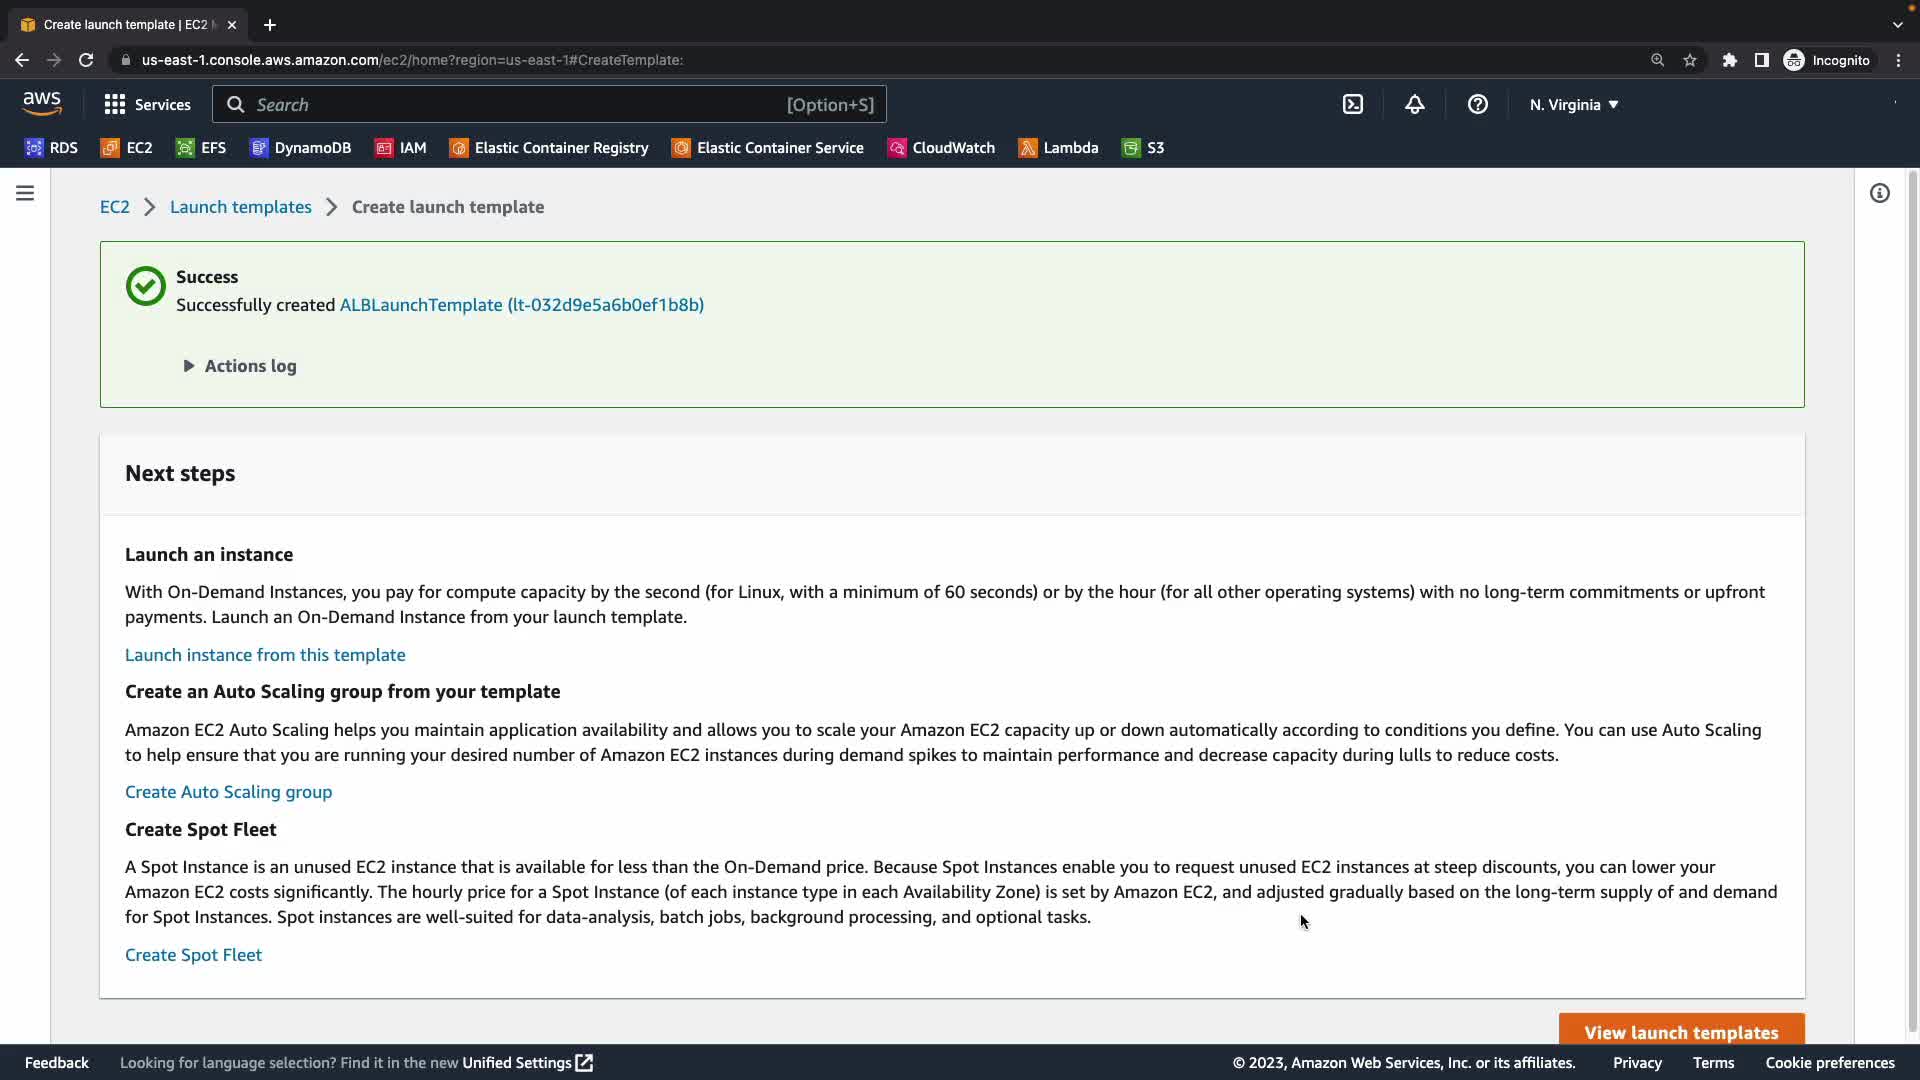 Create launch template | EC2
us-east-1.console.aws.amazon.com/ec2/home?region=us-east-1#CreateTemplate:
Incognito
aws
Services
Search
[Option+S]
N. Virginia
RDS
EC2
EFS
DynamoDB
IAM
Elastic Container Registry
Elastic Container Service
CloudWatch
Lambda
S3
EC2 > Launch templates > Create launch template
Success
Successfully created ALBLaunchTemplate (lt-032d9e5a6b0ef1b8b)
Actions log
Next steps
Launch an instance
With On-Demand Instances, you pay for compute capacity by the second (for Linux, with a minimum of 60 seconds) or by the hour (for all other operating systems) with no long-term commitments or upfront
payments. Launch an On-Demand Instance from your launch template.
Launch instance from this template
Create an Auto Scaling group from your template
Amazon EC2 Auto Scaling helps you maintain application availability and allows you to scale your Amazon EC2 capacity up or down automatically according to conditions you define. You can use Auto Scaling
to help ensure that you are running your desired number of Amazon EC2 instances during demand spikes to maintain performance and decrease capacity during lulls to reduce costs.
Create Auto Scaling group
Create Spot Fleet
A Spot Instance is an unused EC2 instance that is available for less than the On-Demand price. Because Spot Instances enable you to request unused EC2 instances at steep discounts, you can lower your
Amazon EC2 costs significantly. The hourly price for a Spot Instance (of each instance type in each Availability Zone) is set by Amazon EC2, and adjusted gradually based on the long-term supply of and demand
for Spot Instances. Spot instances are well-suited for data-analysis, batch jobs, background processing, and optional tasks.
Create Spot Fleet
View launch templates
Feedback
Looking for language selection? Find it in the new Unified Settings
© 2023, Amazon Web Services, Inc. or its affiliates.
Privacy
Terms
Cookie preferences